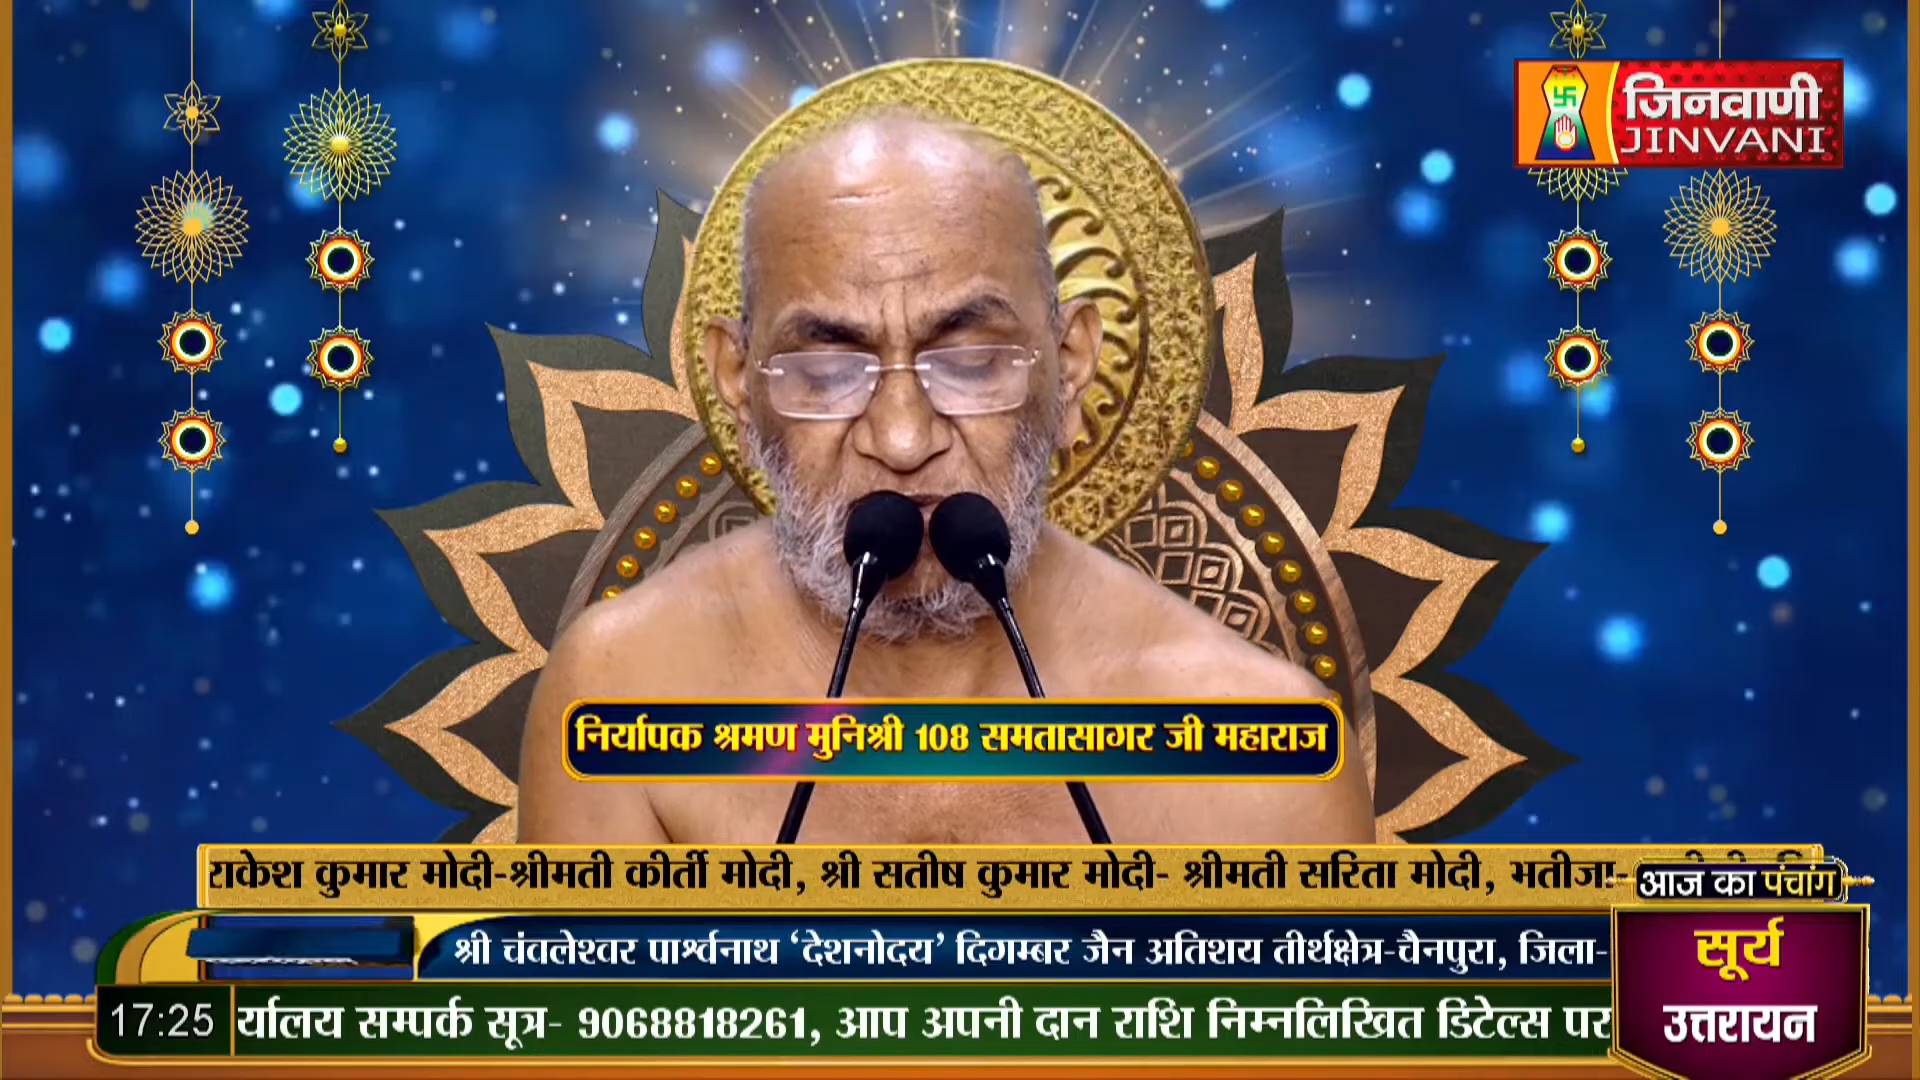 जिनवाणी
JINVANI
निर्यापक श्रमण मुनिश्री 108 समतासागर जी महाराज
राकेश कुमार मोदी-श्रीमती कीर्ती मोदी, श्री सतीष कुमार मोदी- श्रीमती सरिता मोदी, भतीजा-
आज का पंचांग
श्री चंवलेश्वर पार्श्वनाथ ‘देशनोदय’ दिगम्बर जैन अतिशय तीर्थक्षेत्र-चैनपुरा, जिला-
सूर्य
उत्तरायन
17:25
र्यालय सम्पर्क सूत्र- 9068818261, आप अपनी दान राशि निम्नलिखित डिटेल्स पर